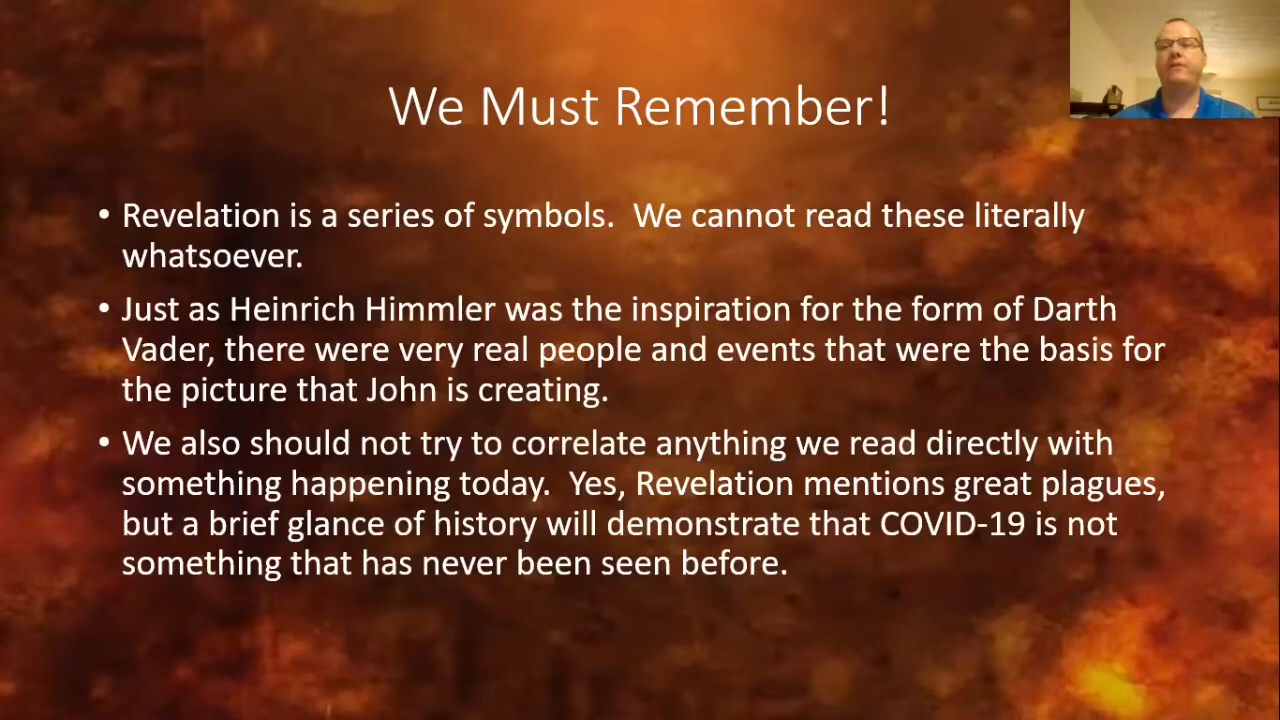 We Must Remember!
• Revelation is a series of symbols.  We cannot read these literally
whatsoever.
• Just as Heinrich Himmler was the inspiration for the form of Darth
Vader, there were very real people and events that were the basis for
the picture that John is creating.
• We also should not try to correlate anything we read directly with
something happening today.  Yes, Revelation mentions great plagues,
but a brief glance of history will demonstrate that COVID-19 is not
something that has never been seen before.